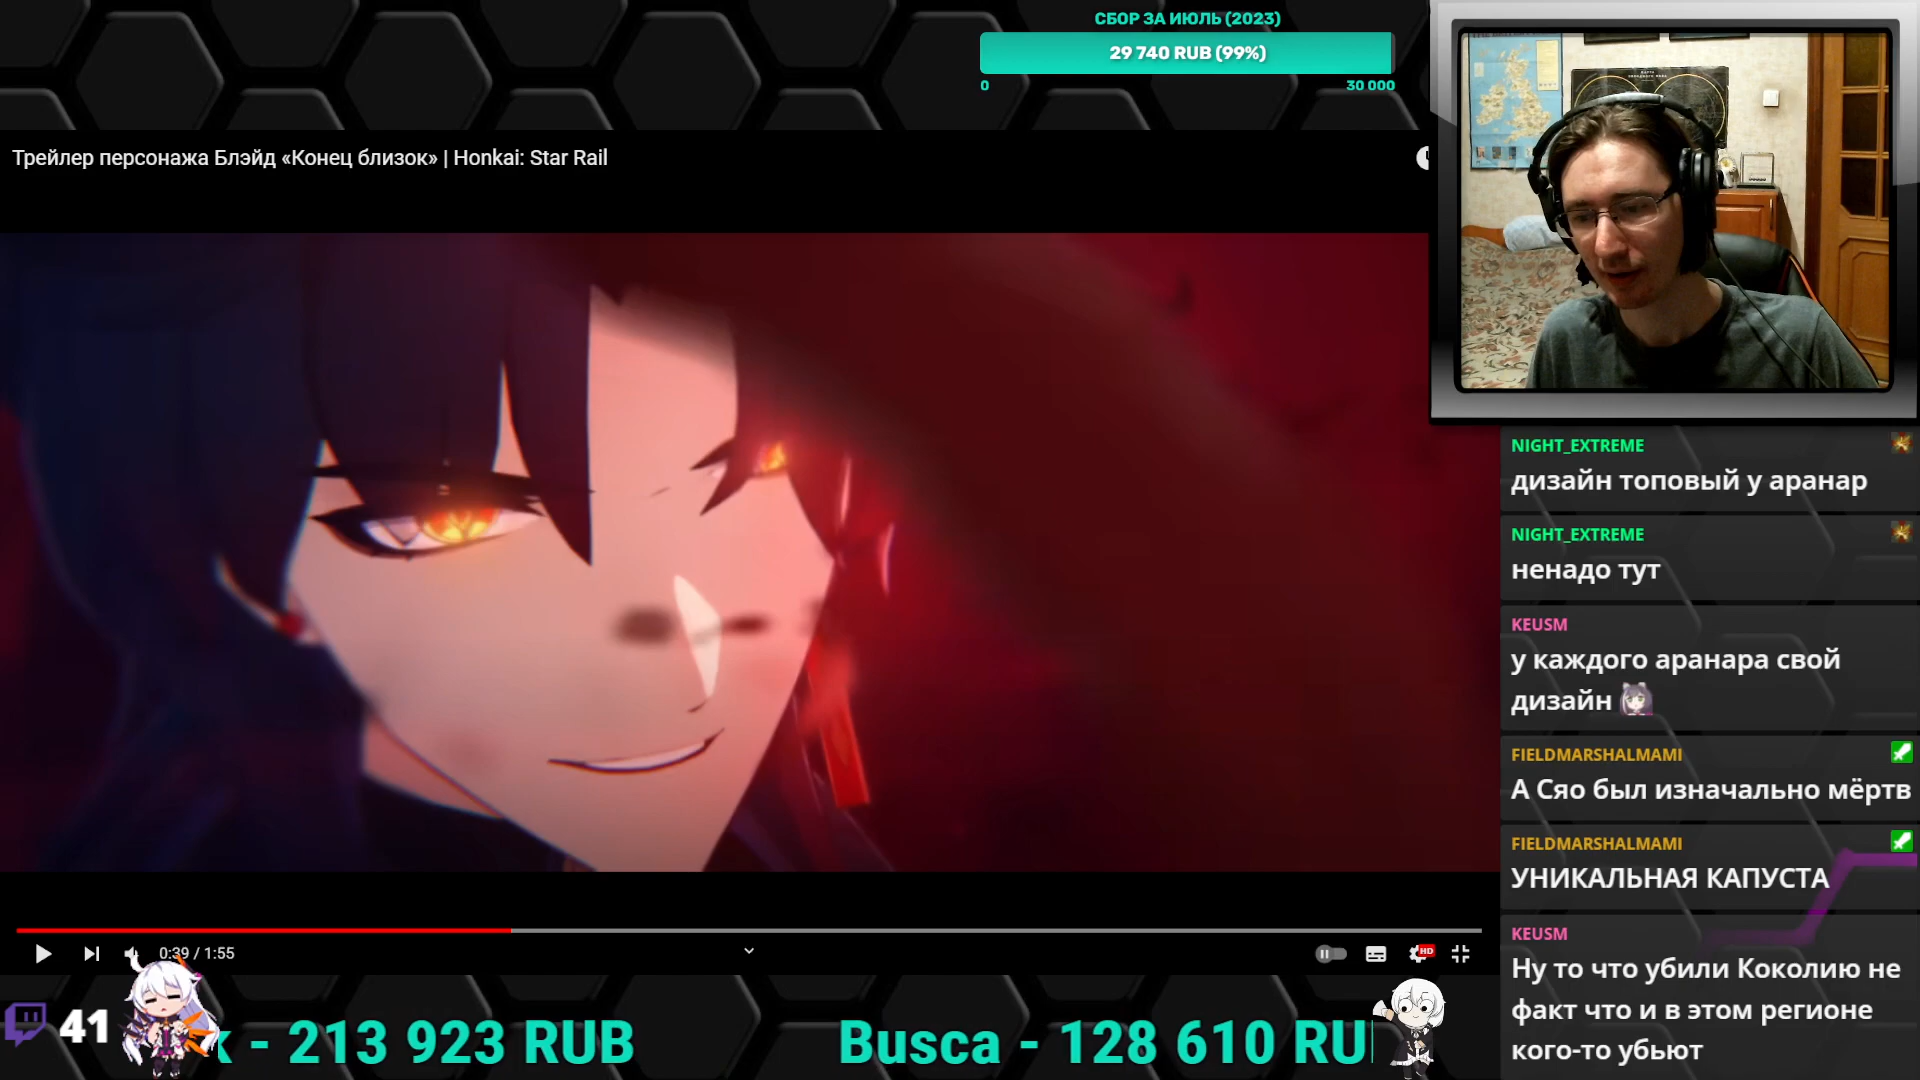 СБОР ЗА ИЮЛЬ (2023)
29 740 RUB (99%)
0
30 000
Трейлер персонажа Блэйд «Конец близок» | Honkai: Star Rail
NIGHT_EXTREME
дизайн топовый у аранар
NIGHT_EXTREME
ненадо тут
KEUSM
у каждого аранара свой
дизайн
FIELDMARSHALMAMI
А Сяо был изначально мёртв
FIELDMARSHALMAMI
УНИКАЛЬНАЯ КАПУСТА
KEUSM
Ну то что убили Коколию не
факт что и в этом регионе
кого-то убьют
0:39 / 1:55
HD
41
k - 213 923 RUB
Busca - 128 610 RU